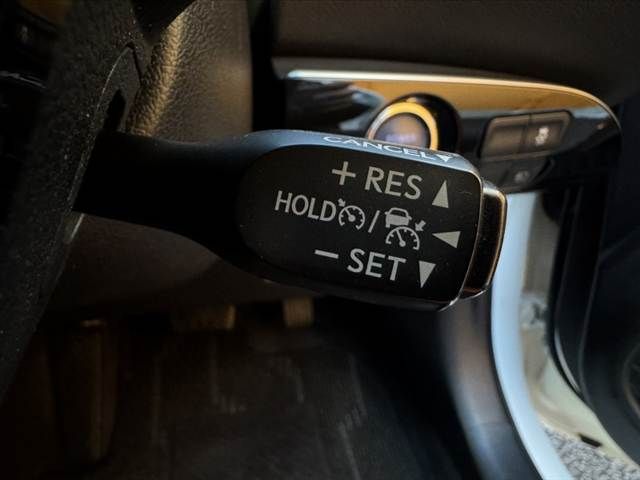 CANCEL
+ RES
HOLD /
− SET